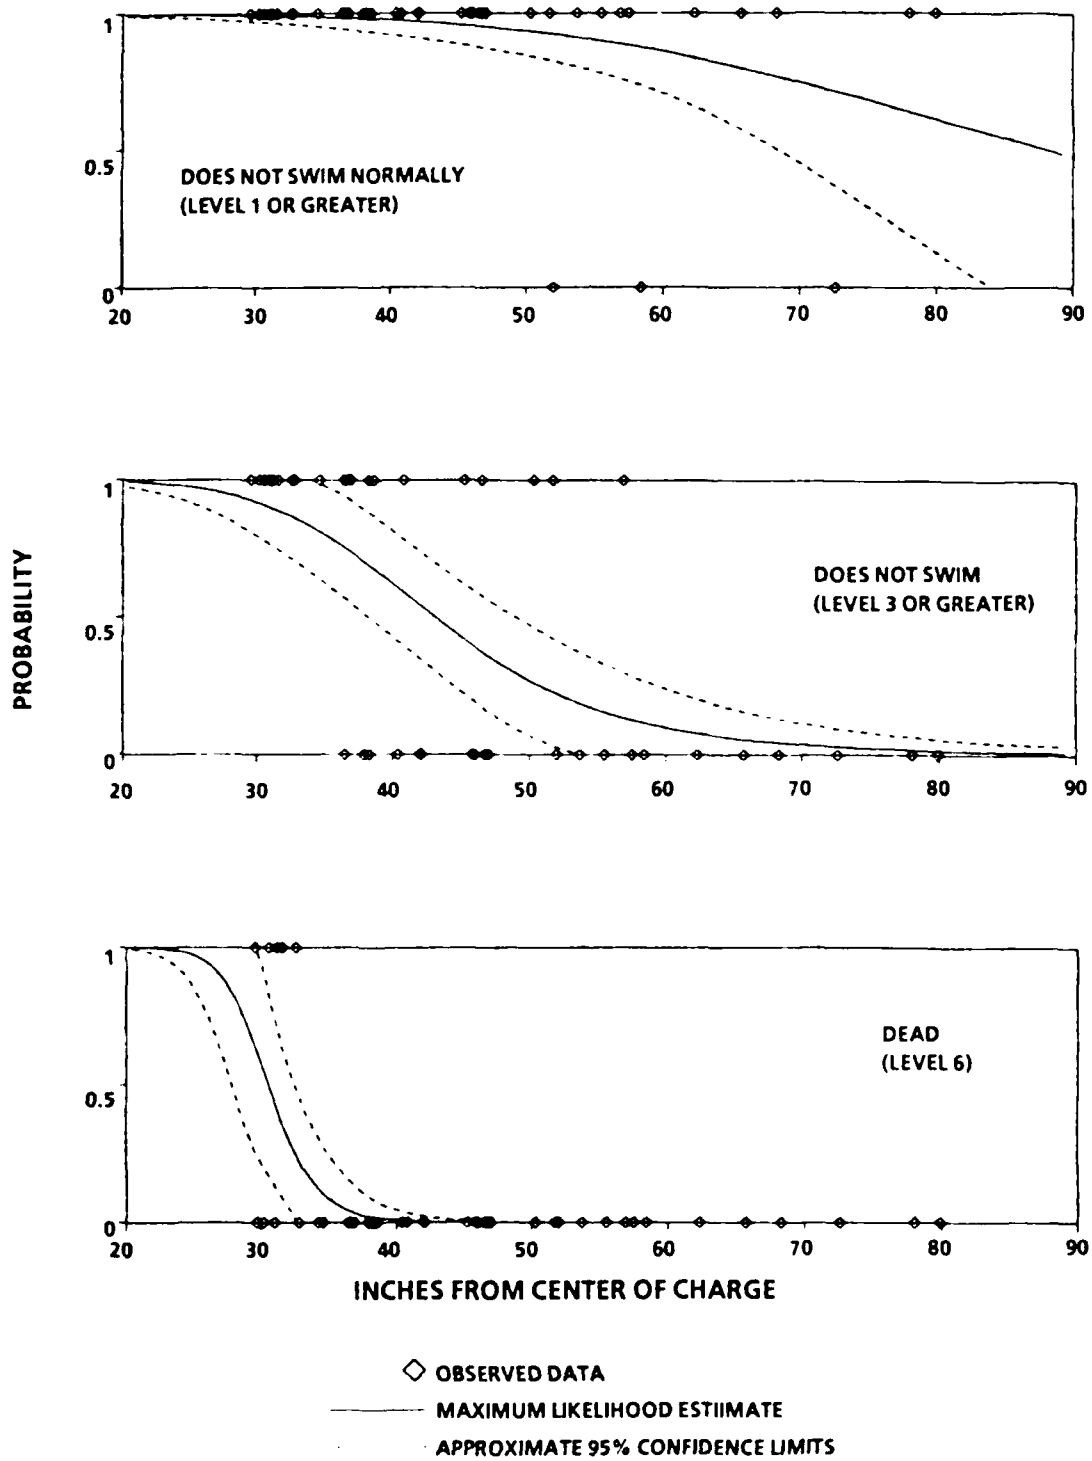 1
0.5
DOES NOT SWIM NORMALLY
(LEVEL 1 OR GREATER)
0
20 30 40 50 60 70 80 90
1
DOES NOT SWIM
(LEVEL 3 OR GREATER)
0.5
PROBABILITY
0
20 30 40 50 60 70 80 90
1
DEAD
(LEVEL 6)
0.5
0
20 30 40 50 60 70 80 90
INCHES FROM CENTER OF CHARGE
OBSERVED DATA
MAXIMUM LIKELIHOOD ESTIIMATE
APPROXIMATE 95% CONFIDENCE LIMITS